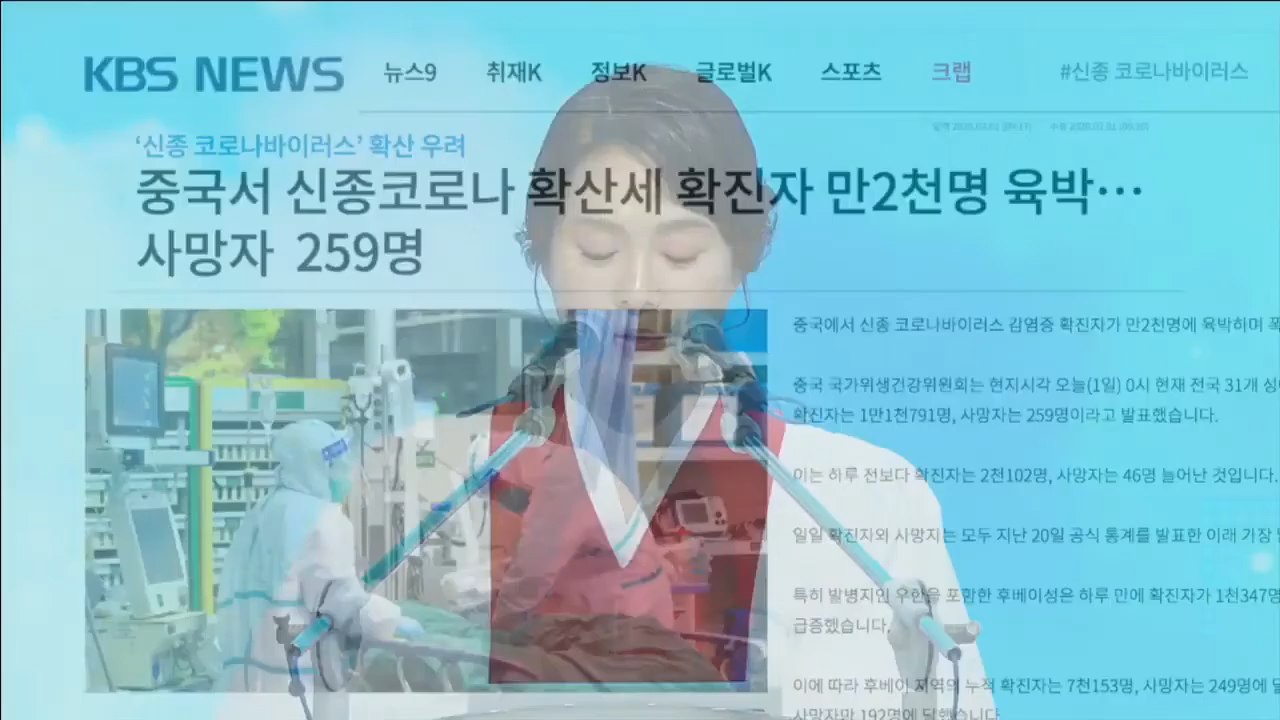 KBS NEWS 뉴스9 취재K 정보K 글로벌K 스포츠 크랩 #신종 코로나바이러스
‘신종 코로나바이러스’ 확산 우려
중국서 신종코로나 확산세 확진자 만2천명 육박…
사망자 259명
중국에서 신종 코로나바이러스 감염증 확진자가 만2천명에 육박하며
중국 국가위생건강위원회는 현지시각 오늘(1일) 0시 현재 전국 31개
확진자는 1만1천791명, 사망자는 259명이라고 발표했습니다.
이는 하루 전보다 확진자는 2천102명, 사망자는 46명 늘어난 것입니다.
일일 확진자와 사망자는 모두 지난 20일 공식 통계를 발표한 이래 가장
특히 발병지인 우한을 포함한 후베이성은 하루 만에 확진자가 1천347명
급증했습니다.
이에 따라 후베이 지역의 누적 확진자는 7천153명, 사망자는 249명에
사망자만 192명에 달했습니다